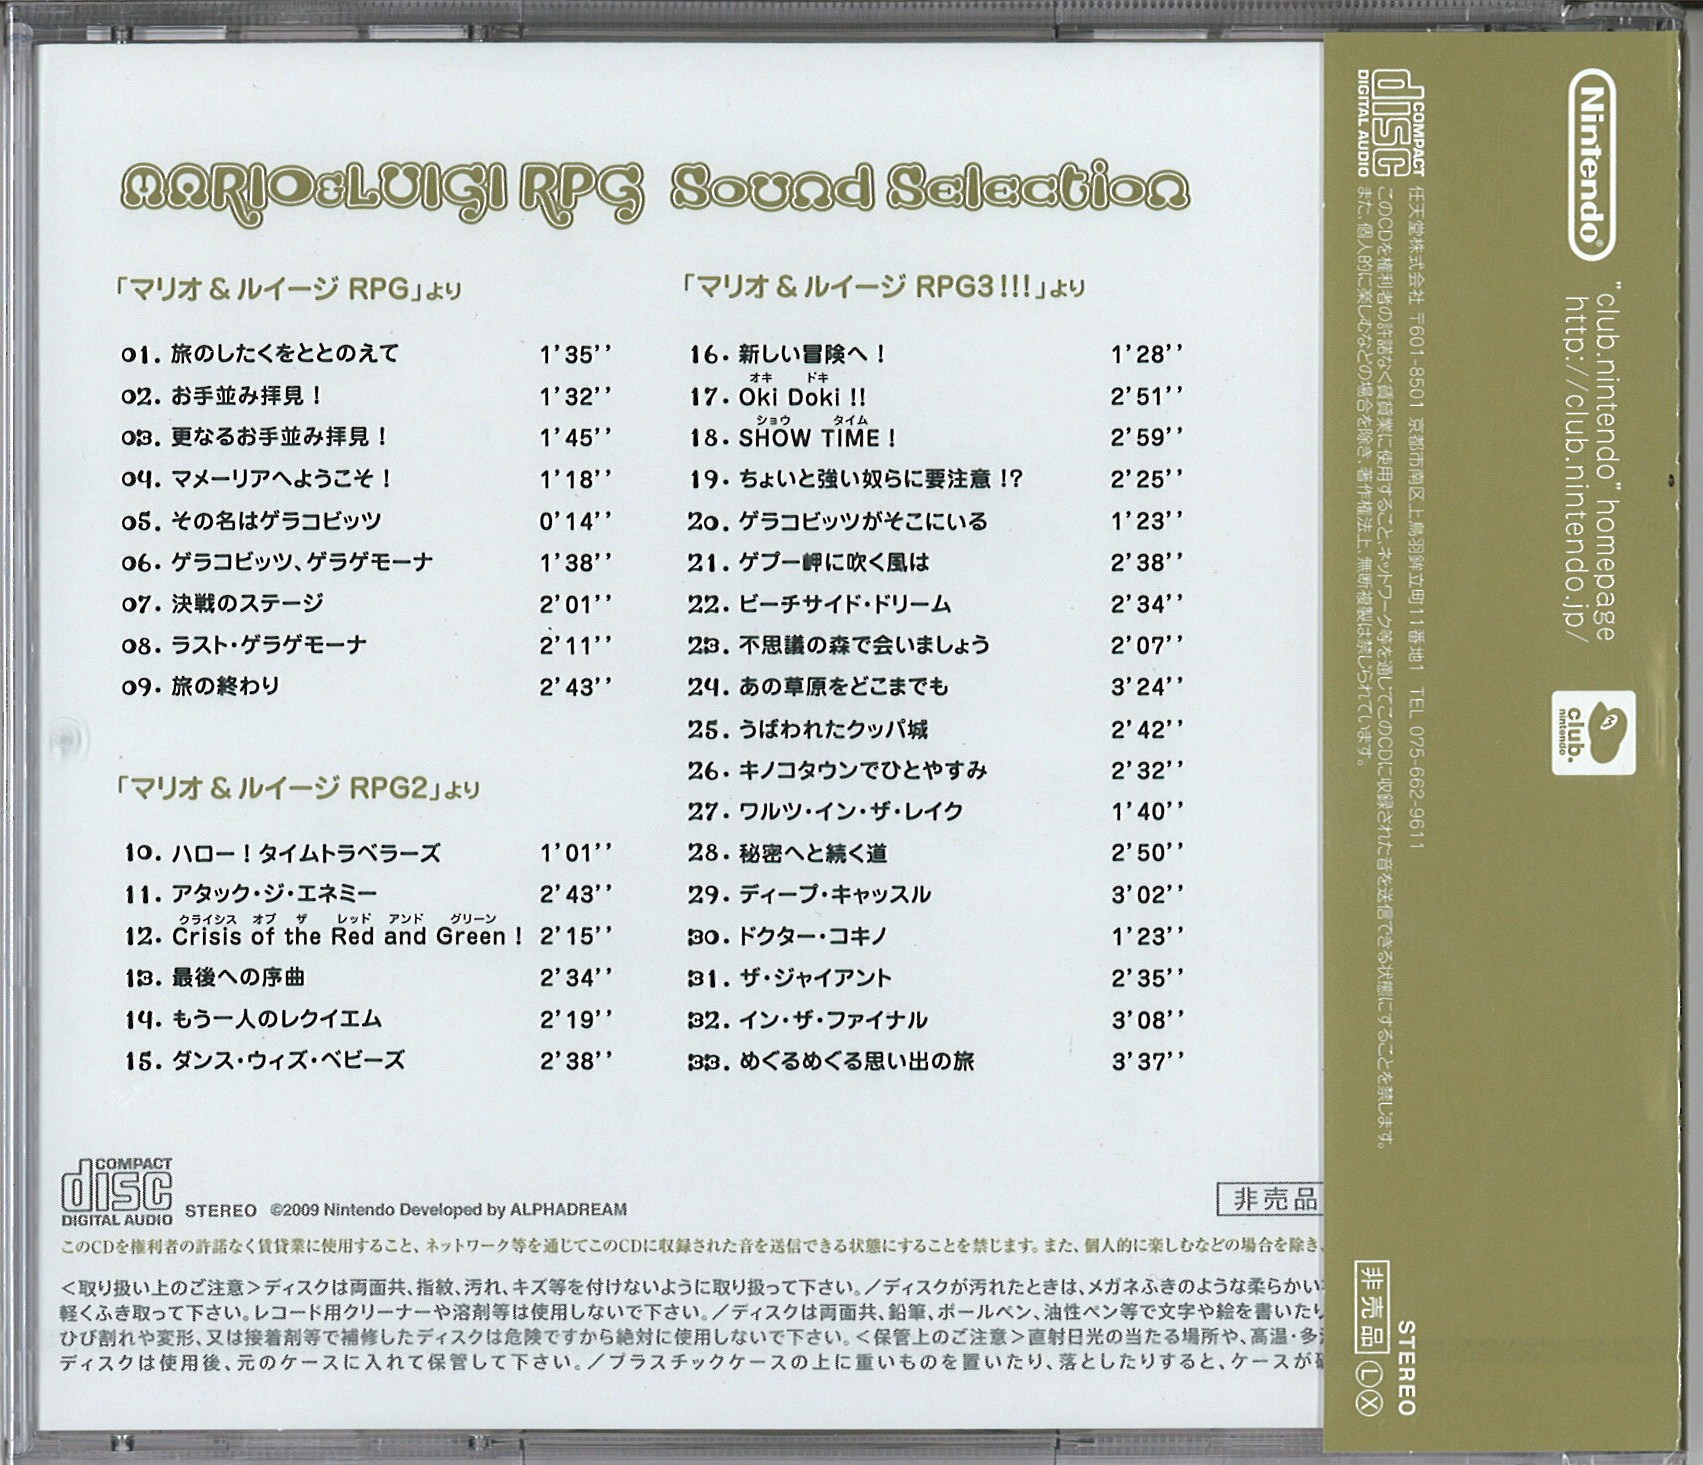 MARIO&LUIGI RPG Sound Selection
「マリオ&ルイージ RPG」より
01. 旅のしたくをととのえて 1’35’’
02. お手並み拝見! 1’32’’
03. 更なるお手並み拝見! 1’45’’
04. マメーリアへようこそ! 1’18’’
05. その名はゲラコビッツ 0’14’’
06. ゲラコビッツ、ゲラゲモーナ 1’38’’
07. 決戦のステージ 2’01’’
08. ラスト・ゲラゲモーナ 2’11’’
09. 旅の終わり 2’43’’
「マリオ&ルイージ RPG2」より
10. ハロー!タイムトラベラーズ 1’01’’
11. アタック・ジ・エネミー 2’43’’
クライシス オブ ザ レッド アンド グリーン
12. Crisis of the Red and Green! 2’15’’
13. 最後への序曲 2’34’’
14. もう一人のレクイエム 2’19’’
15. ダンス・ウィズ・ベビーズ 2’38’’
「マリオ&ルイージ RPG3!!!」より
16. 新しい冒険へ! 1’28’’
オキ ドキ
17. Oki Doki!! 2’51’’
ショウ タイム
18. SHOW TIME! 2’59’’
19. ちょいと強い奴らに要注意!? 2’25’’
20. ゲラコビッツがそこにいる 1’23’’
21. ゲプー岬に吹く風は 2’38’’
22. ビーチサイド・ドリーム 2’34’’
23. 不思議の森で会いましょう 2’07’’
24. あの草原をどこまでも 3’24’’
25. うばわれたクッパ城 2’42’’
26. キノコタウンでひとやすみ 2’32’’
27. ワルツ・イン・ザ・レイク 1’40’’
28. 秘密へと続く道 2’50’’
29. ディープ・キャッスル 3’02’’
30. ドクター・コキノ 1’23’’
31. ザ・ジャイアント 2’35’’
32. イン・ザ・ファイナル 3’08’’
33. めぐるめぐる思い出の旅 3’37’’
COMPACT
disc
DIGITAL AUDIO
STEREO ©2009 Nintendo Developed by ALPHADREAM
非売品
このCDを権利者の許諾なく賃貸業に使用すること、ネットワーク等を通じてこのCDに収録された音を送信できる状態にすることを禁じます。また、個人的に楽しむなどの場合を除き、
<取り扱い上のご注意>ディスクは両面共、指紋、汚れ、キズ等を付けないように取り扱って下さい。/ディスクが汚れたときは、メガネふきのような柔らかい
軽くふき取って下さい。レコード用クリーナーや溶剤等は使用しないで下さい。/ディスクは両面共、鉛筆、ボールペン、油性ペン等で文字や絵を書いたり
ひび割れや変形、又は接着剤等で補修したディスクは危険ですから絶対に使用しないで下さい。<保管上のご注意>直射日光の当たる場所や、高温・多
ディスクは使用後、元のケースに入れて保管して下さい。/プラスチックケースの上に重いものを置いたり、落としたりすると、ケースが
Nintendo®
"club.nintendo" homepage
http://club.nintendo.jp/
club.
nintendo
COMPACT
disc
DIGITAL AUDIO
任天堂株式会社 〒601-8501 京都市南区上鳥羽鉾立町11番地1 TEL 075-662-9611
このCDを権利者の許諾なく賃貸業に使用すること、ネットワーク等を通じてこのCDに収録された音を送信できる状態にすることを禁じます。
また、個人的に楽しむなどの場合を除き、著作権法上、無断複製は禁じられています。
STEREO
非売品 Ⓛ Ⓧ